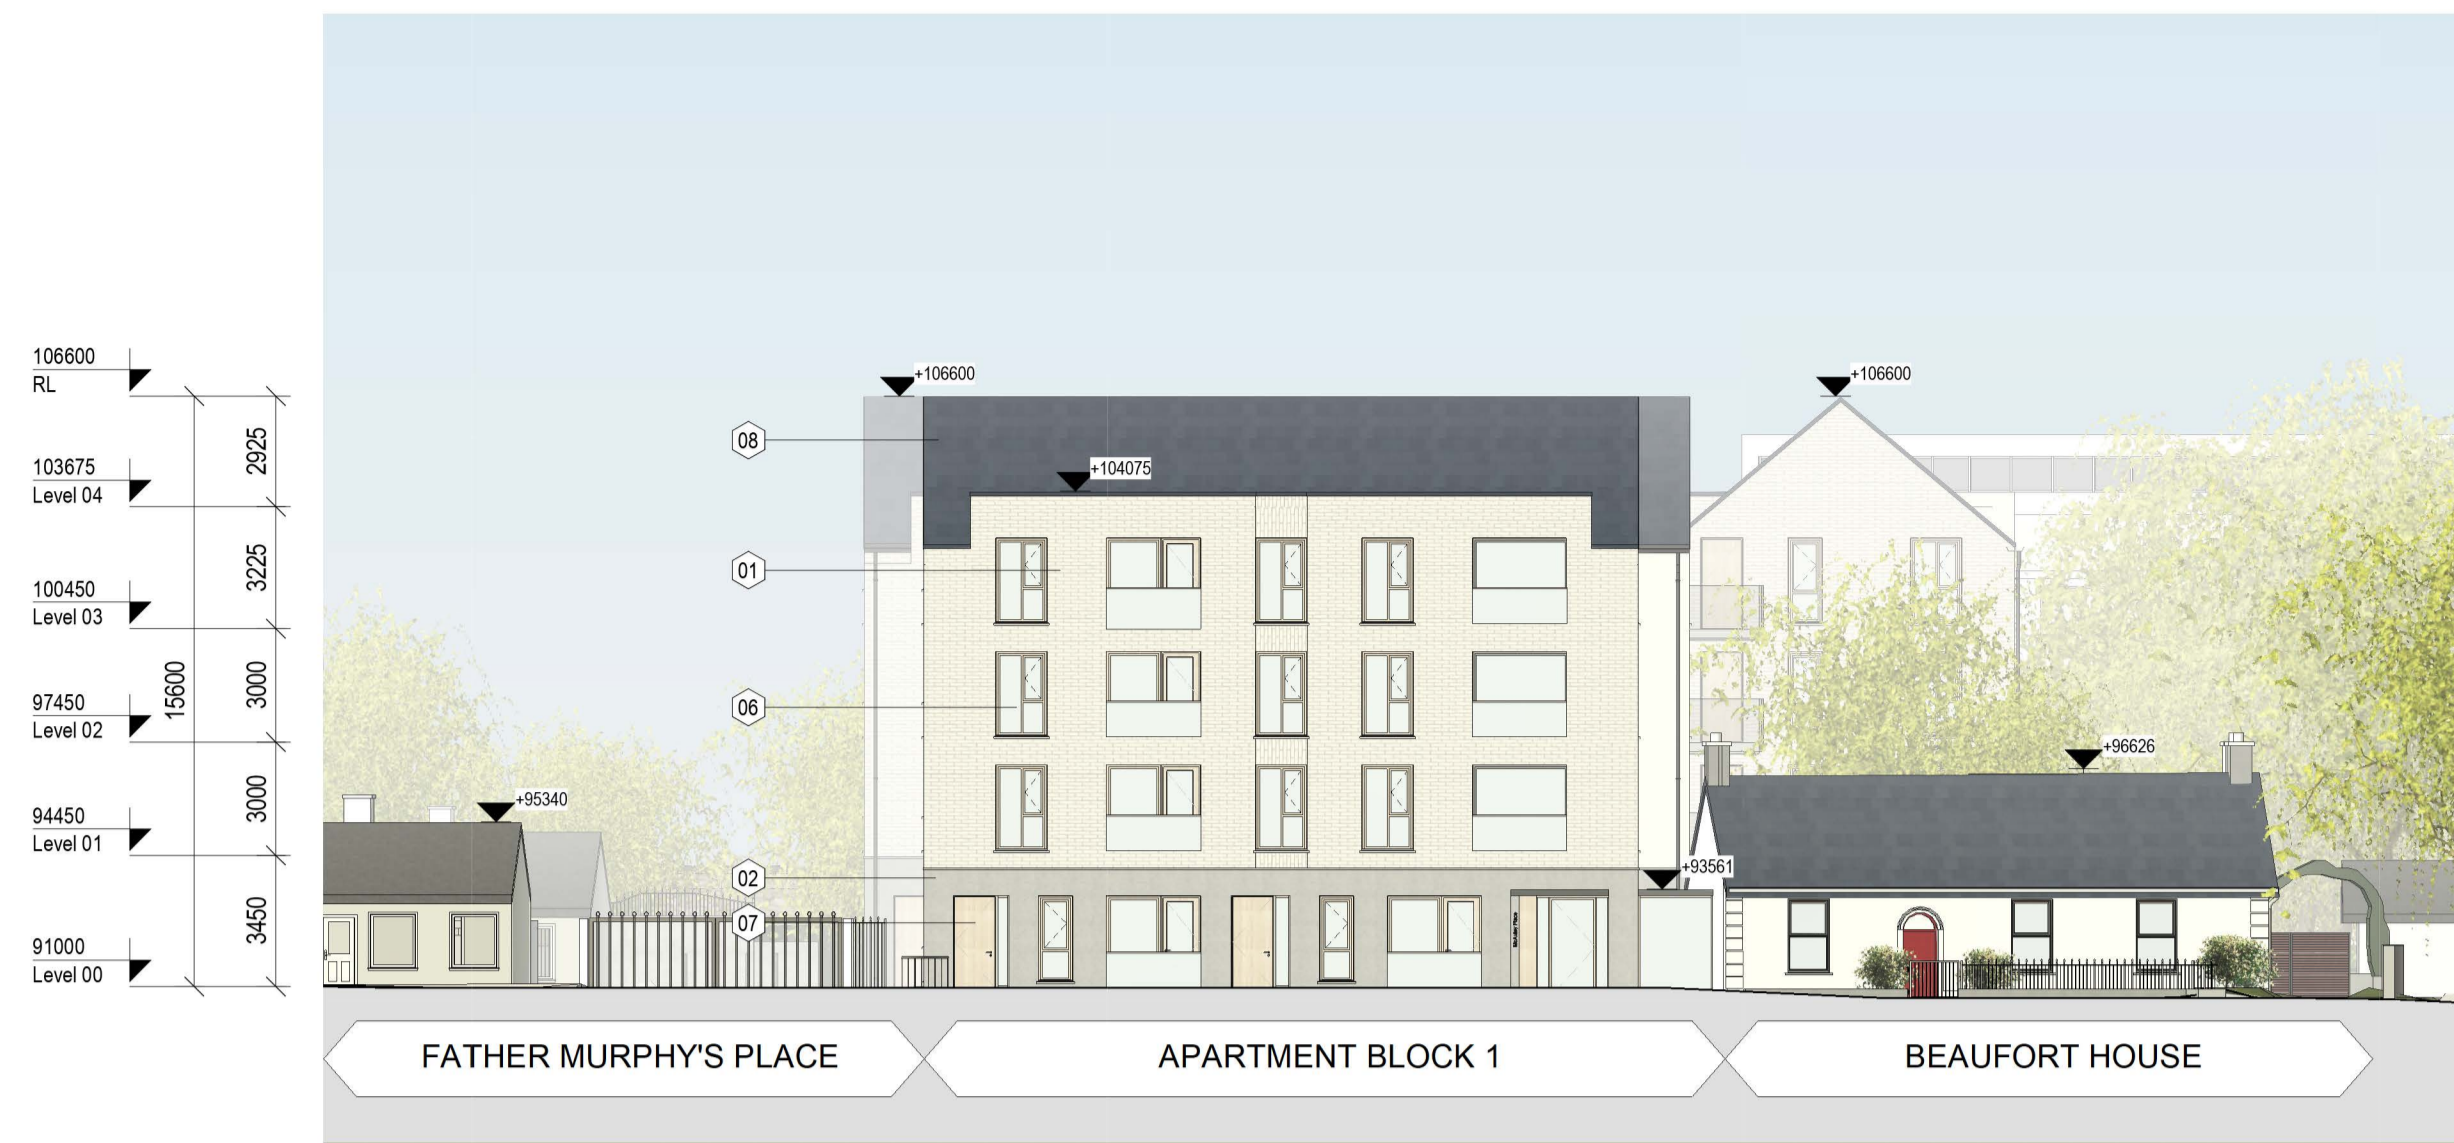 106600
RL
103675
Level 04
100450
Level 03
97450
Level 02
94450
Level 01
91000
Level 00
15600
2925
3225
3000
3000
3450
+106600
+106600
08
+104075
01
06
+96626
+95340
+93561
02
07
FATHER MURPHY'S PLACE
APARTMENT BLOCK 1
BEAUFORT HOUSE